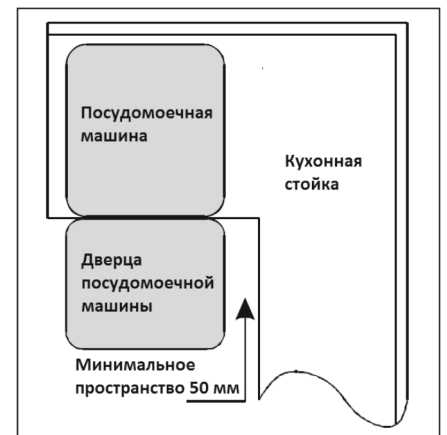 Посудомоечная
машина
Кухонная
стойка
Дверца
посудомоечной
машины
Минимальное
пространство 50 мм